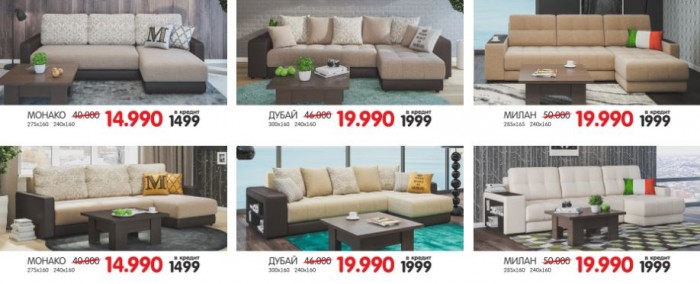 МОНАКО 40.000 14.990 в кредит 1499
275x160 240x160
ДУБАЙ 46.000 19.990 в кредит 1999
300x160 240x160
МИЛАН 50.000 19.990 в кредит 1999
285x165 240x160
МОНАКО 40.000 14.990 в кредит 1499
275x160 240x160
ДУБАЙ 46.000 19.990 в кредит 1999
300x160 240x160
МИЛАН 50.000 19.990 в кредит 1999
285x160 240x160